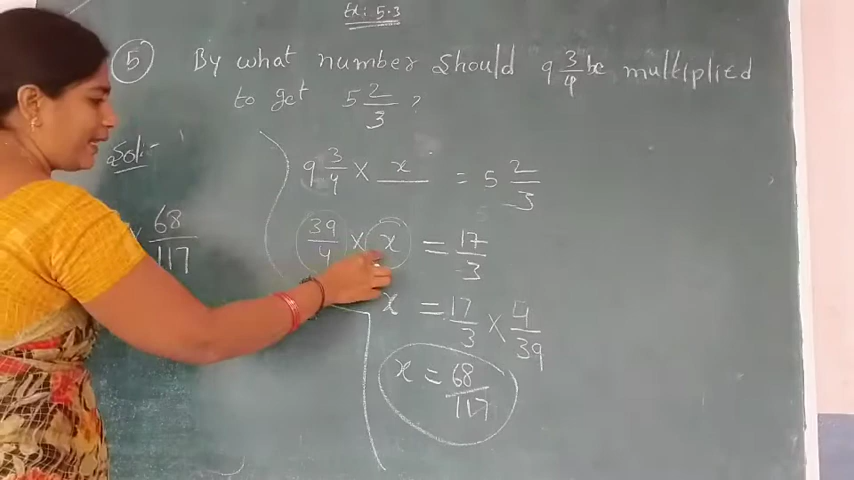 Ex: 5.3
(5) By what number should 9 3/4 be multiplied
to get 5 2/3 ?
Sol:-
9 3/4 × x = 5 2/3
39/4 × x = 17/3
x = 17/3 × 4/39
x = 68/117
× 68/117